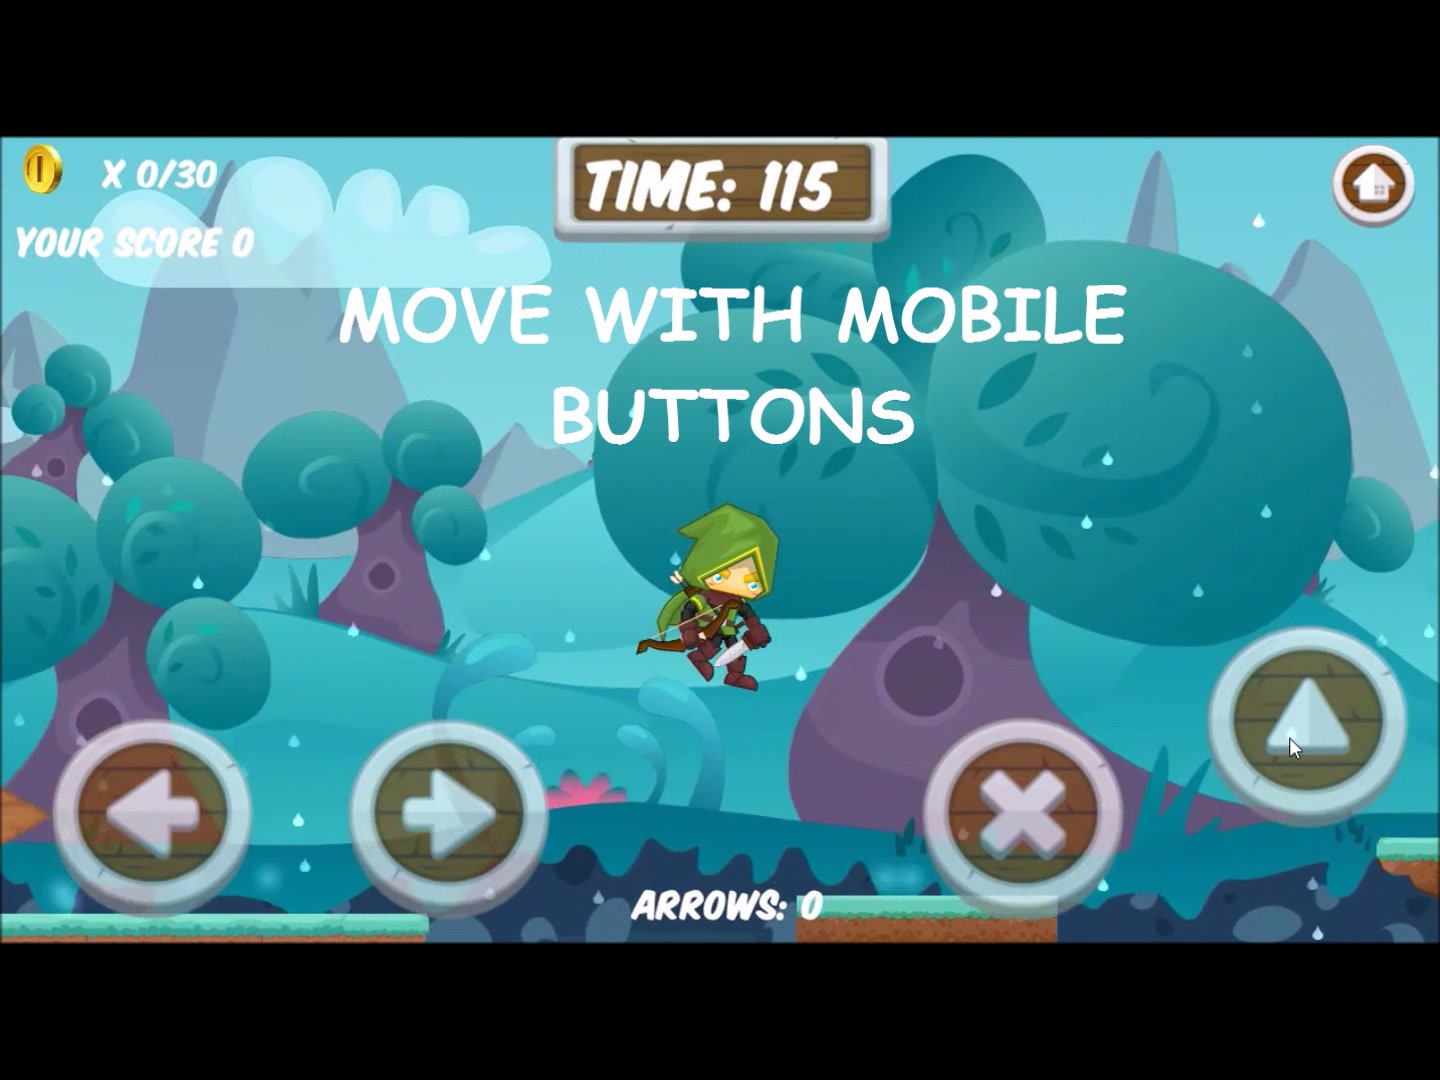 X 0/30
TIME: 115
YOUR SCORE 0
MOVE WITH MOBILE
BUTTONS
ARROWS: 0